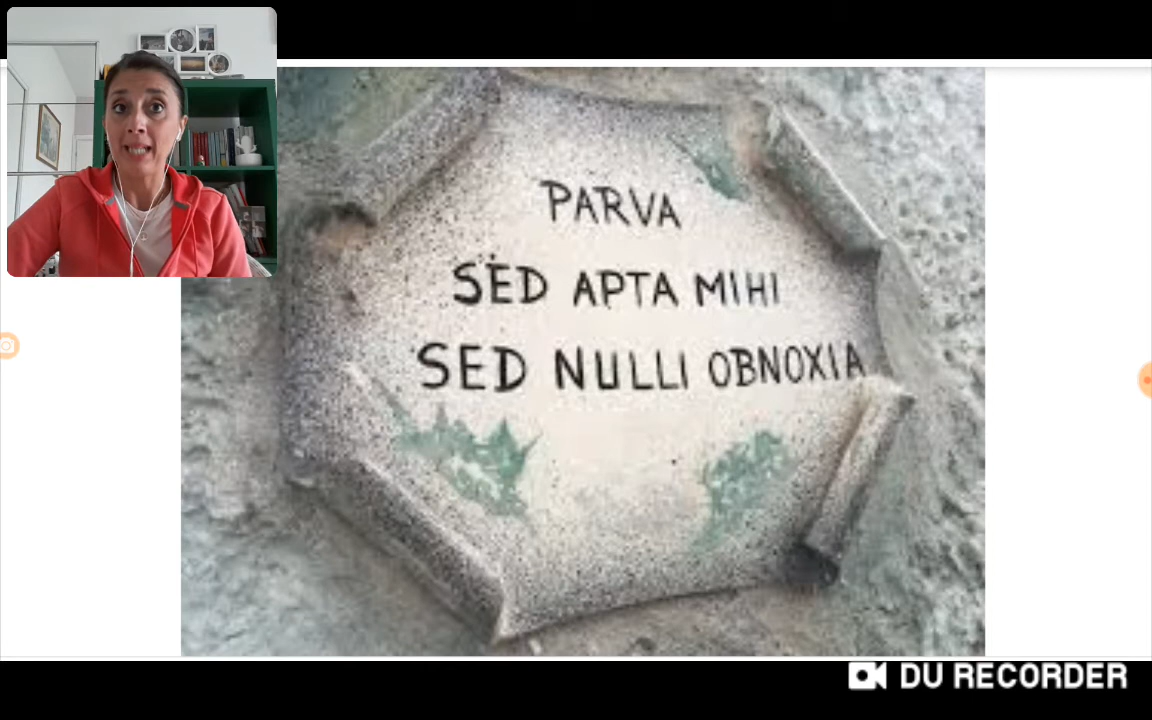 PARVA
SED APTA MIHI
SED NULLI OBNOXIA
DU RECORDER